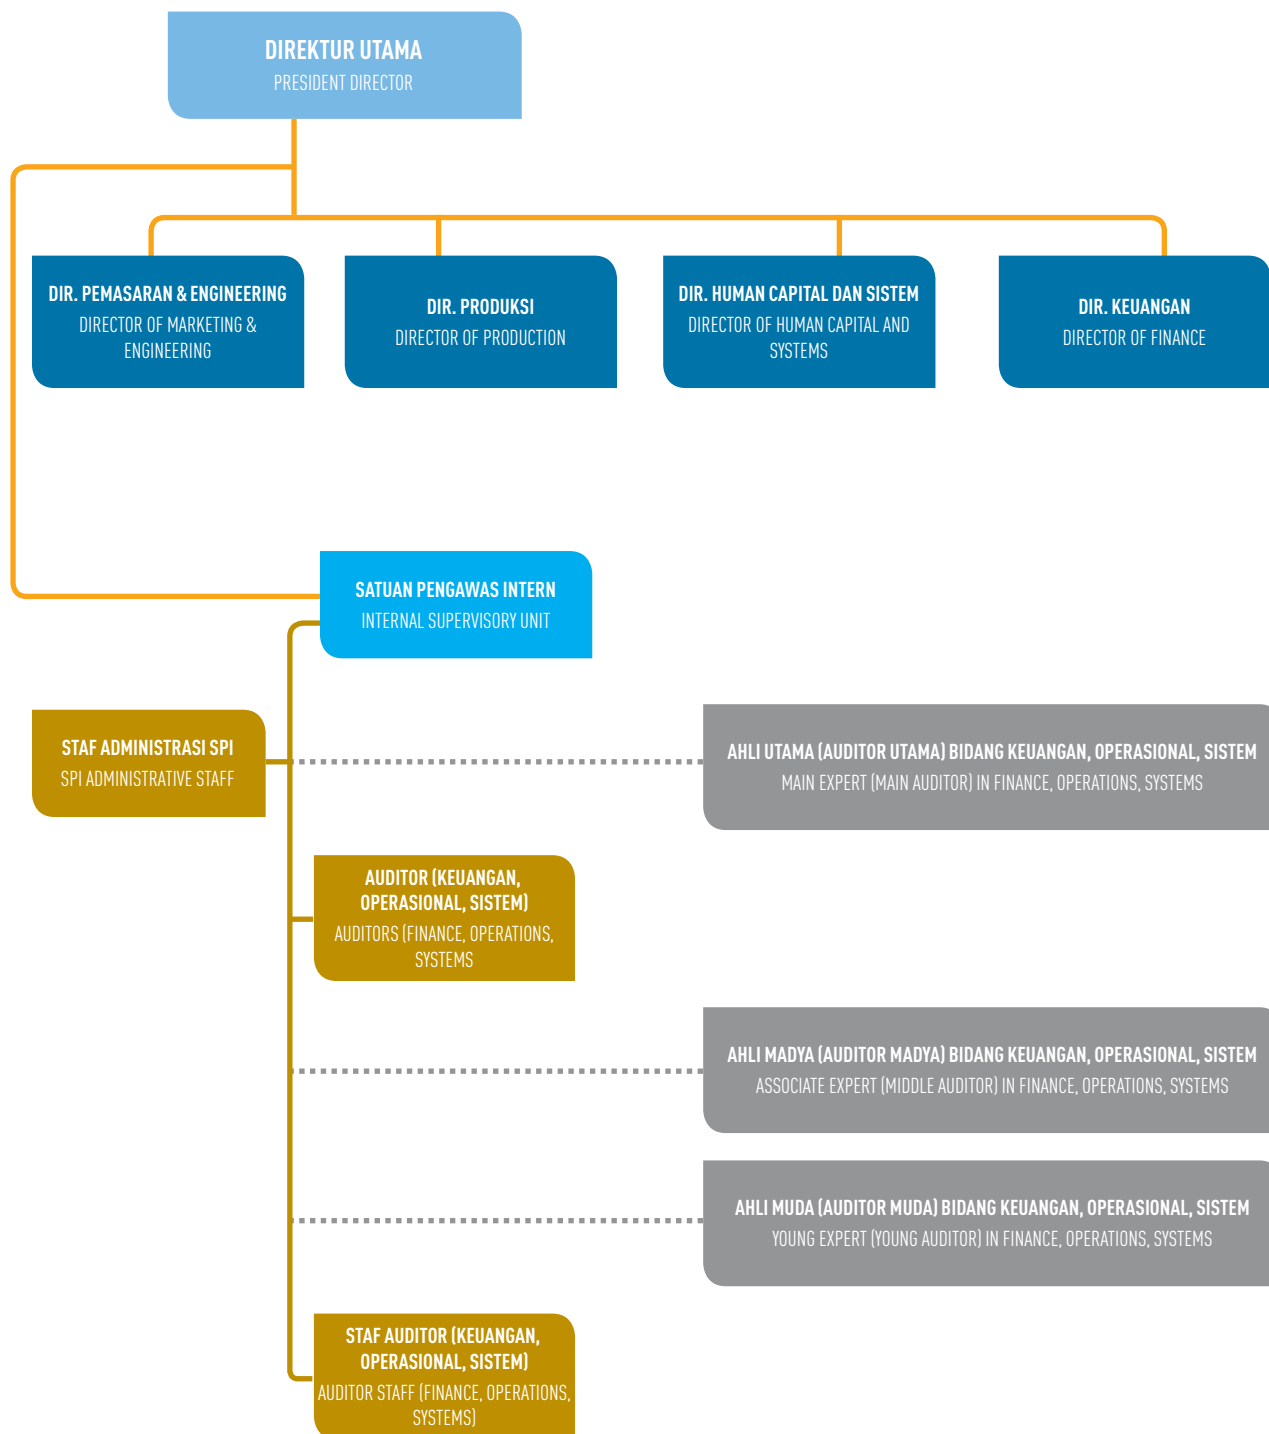 DIREKTUR UTAMA
PRESIDENT DIRECTOR
DIR. PEMASARAN & ENGINEERING
DIRECTOR OF MARKETING &
ENGINEERING
DIR. PRODUKSI
DIRECTOR OF PRODUCTION
DIR. HUMAN CAPITAL DAN SISTEM
DIRECTOR OF HUMAN CAPITAL AND
SYSTEMS
DIR. KEUANGAN
DIRECTOR OF FINANCE
SATUAN PENGAWAS INTERN
INTERNAL SUPERVISORY UNIT
STAF ADMINISTRASI SPI
SPI ADMINISTRATIVE STAFF
AHLI UTAMA (AUDITOR UTAMA) BIDANG KEUANGAN, OPERASIONAL, SISTEM
MAIN EXPERT (MAIN AUDITOR) IN FINANCE, OPERATIONS, SYSTEMS
AUDITOR (KEUANGAN,
OPERASIONAL, SISTEM)
AUDITORS (FINANCE, OPERATIONS,
SYSTEMS
AHLI MADYA (AUDITOR MADYA) BIDANG KEUANGAN, OPERASIONAL, SISTEM
ASSOCIATE EXPERT (MIDDLE AUDITOR) IN FINANCE, OPERATIONS, SYSTEMS
AHLI MUDA (AUDITOR MUDA) BIDANG KEUANGAN, OPERASIONAL, SISTEM
YOUNG EXPERT (YOUNG AUDITOR) IN FINANCE, OPERATIONS, SYSTEMS
STAF AUDITOR (KEUANGAN,
OPERASIONAL, SISTEM)
AUDITOR STAFF (FINANCE, OPERATIONS,
SYSTEMS)